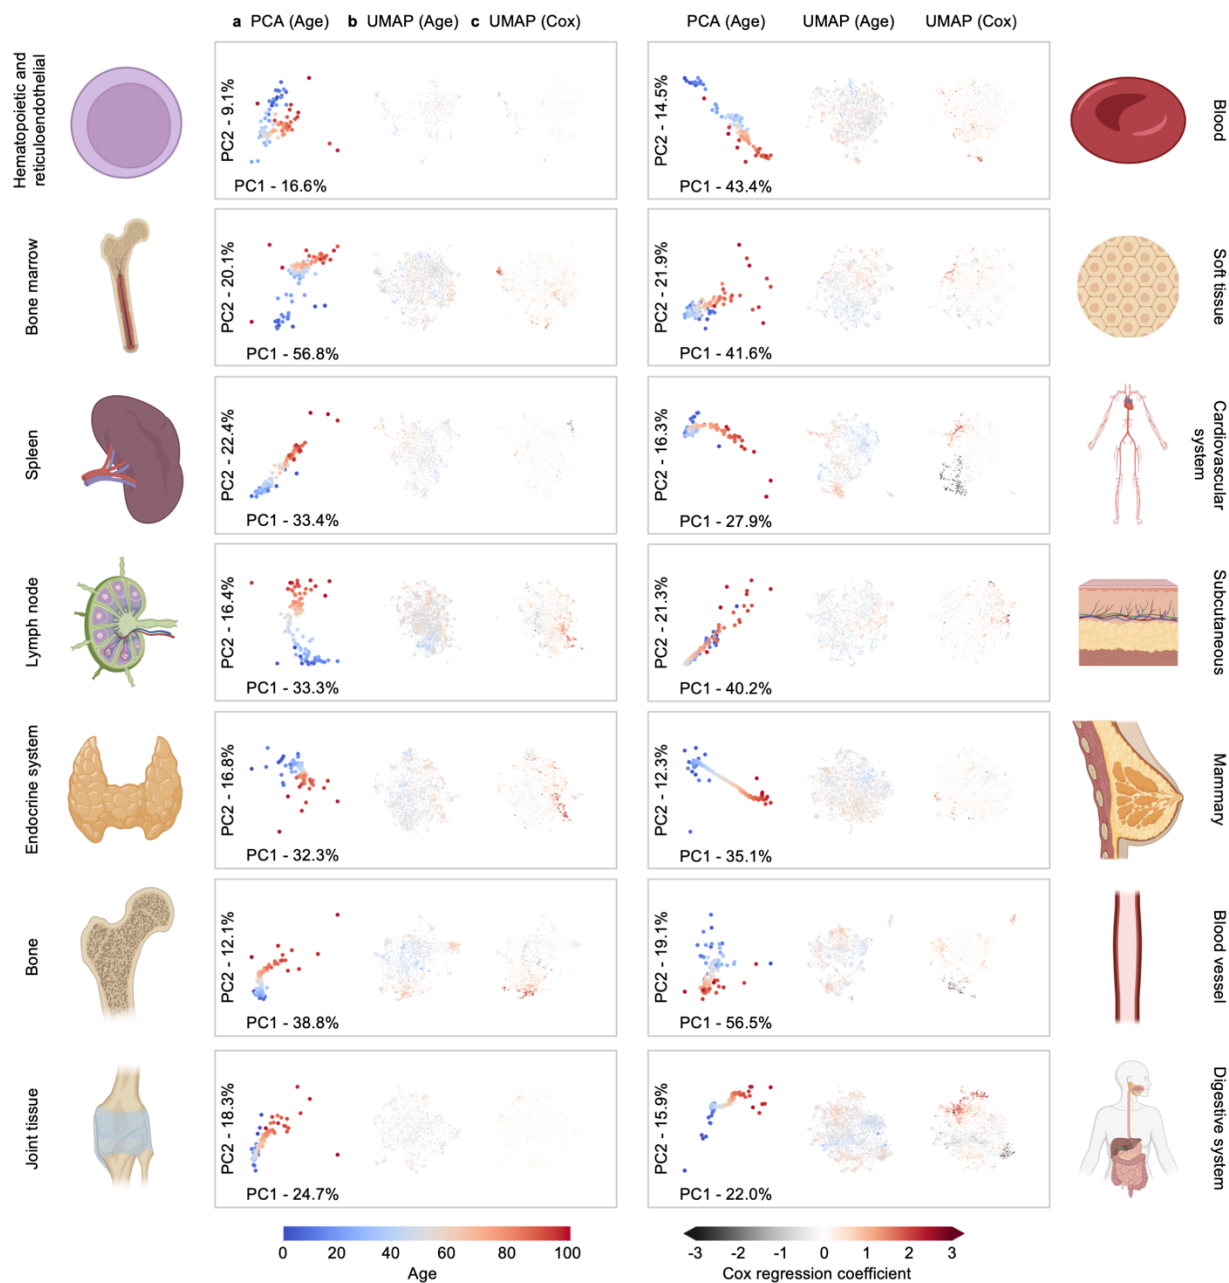 a PCA (Age) b UMAP (Age) c UMAP (Cox)
PCA (Age) UMAP (Age) UMAP (Cox)
Hematopoietic and
reticuloendothelial
PC2 - 9.1%
PC1 - 16.6%
PC2 - 14.5%
PC1 - 43.4%
Blood
Bone marrow
PC2 - 20.1%
PC1 - 56.8%
PC2 - 21.9%
PC1 - 41.6%
Soft tissue
Spleen
PC2 - 22.4%
PC1 - 33.4%
PC2 - 16.3%
PC1 - 27.9%
Cardiovascular
system
Lymph node
PC2 - 16.4%
PC1 - 33.3%
PC2 - 21.3%
PC1 - 40.2%
Subcutaneous
Endocrine system
PC2 - 16.8%
PC1 - 32.3%
PC2 - 12.3%
PC1 - 35.1%
Mammary
Bone
PC2 - 12.1%
PC1 - 38.8%
PC2 - 19.1%
PC1 - 56.5%
Blood vessel
Joint tissue
PC2 - 18.3%
PC1 - 24.7%
PC2 - 15.9%
PC1 - 22.0%
Digestive system
0 20 40 60 80 100
Age
-3 -2 -1 0 1 2 3
Cox regression coefficient